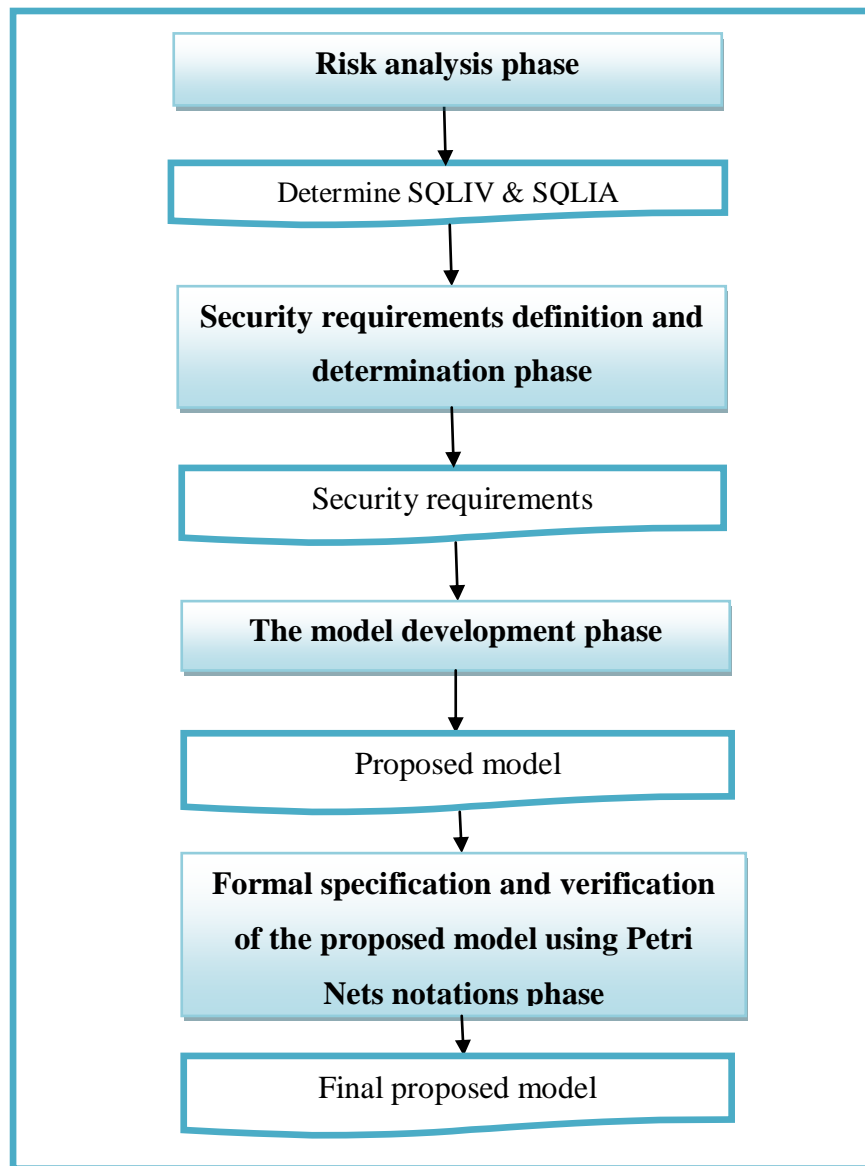 Risk analysis phase
Determine SQLIV & SQLIA
Security requirements definition and
determination phase
Security requirements
The model development phase
Proposed model
Formal specification and verification
of the proposed model using Petri
Nets notations phase
Final proposed model